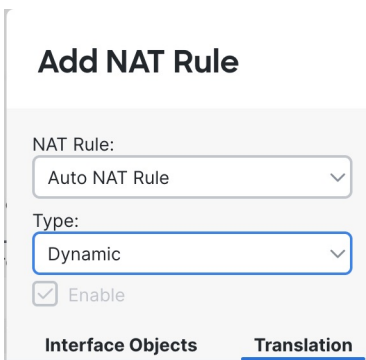 Add NAT Rule
NAT Rule:
Auto NAT Rule
Type:
Dynamic
Enable
Interface Objects Translation